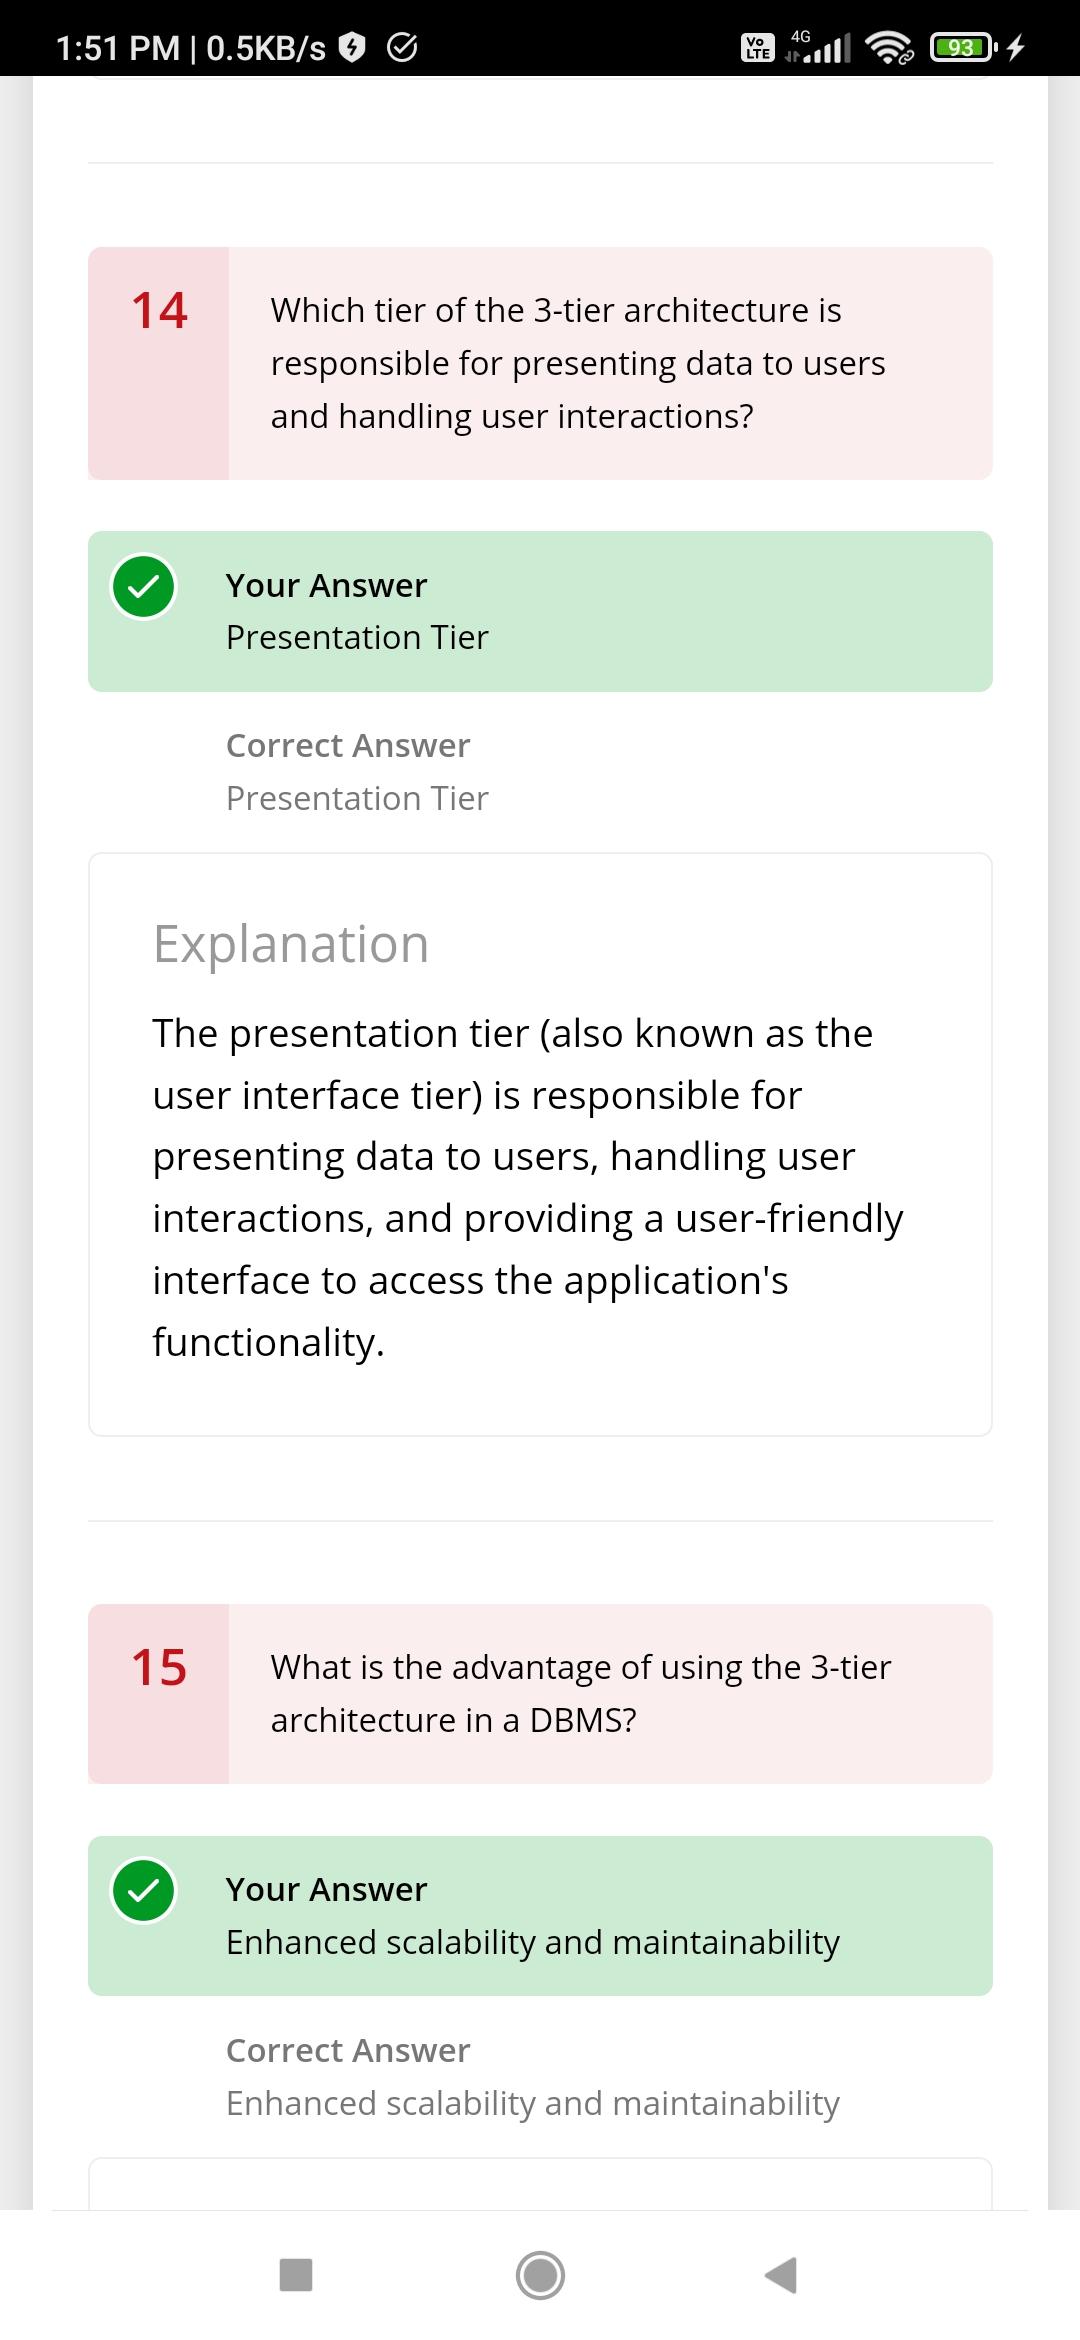 1:51 PM | 0.5KB/s
Vo LTE 4G 93
14
Which tier of the 3-tier architecture is
responsible for presenting data to users
and handling user interactions?
Your Answer
Presentation Tier
Correct Answer
Presentation Tier
Explanation
The presentation tier (also known as the
user interface tier) is responsible for
presenting data to users, handling user
interactions, and providing a user-friendly
interface to access the application's
functionality.
15
What is the advantage of using the 3-tier
architecture in a DBMS?
Your Answer
Enhanced scalability and maintainability
Correct Answer
Enhanced scalability and maintainability